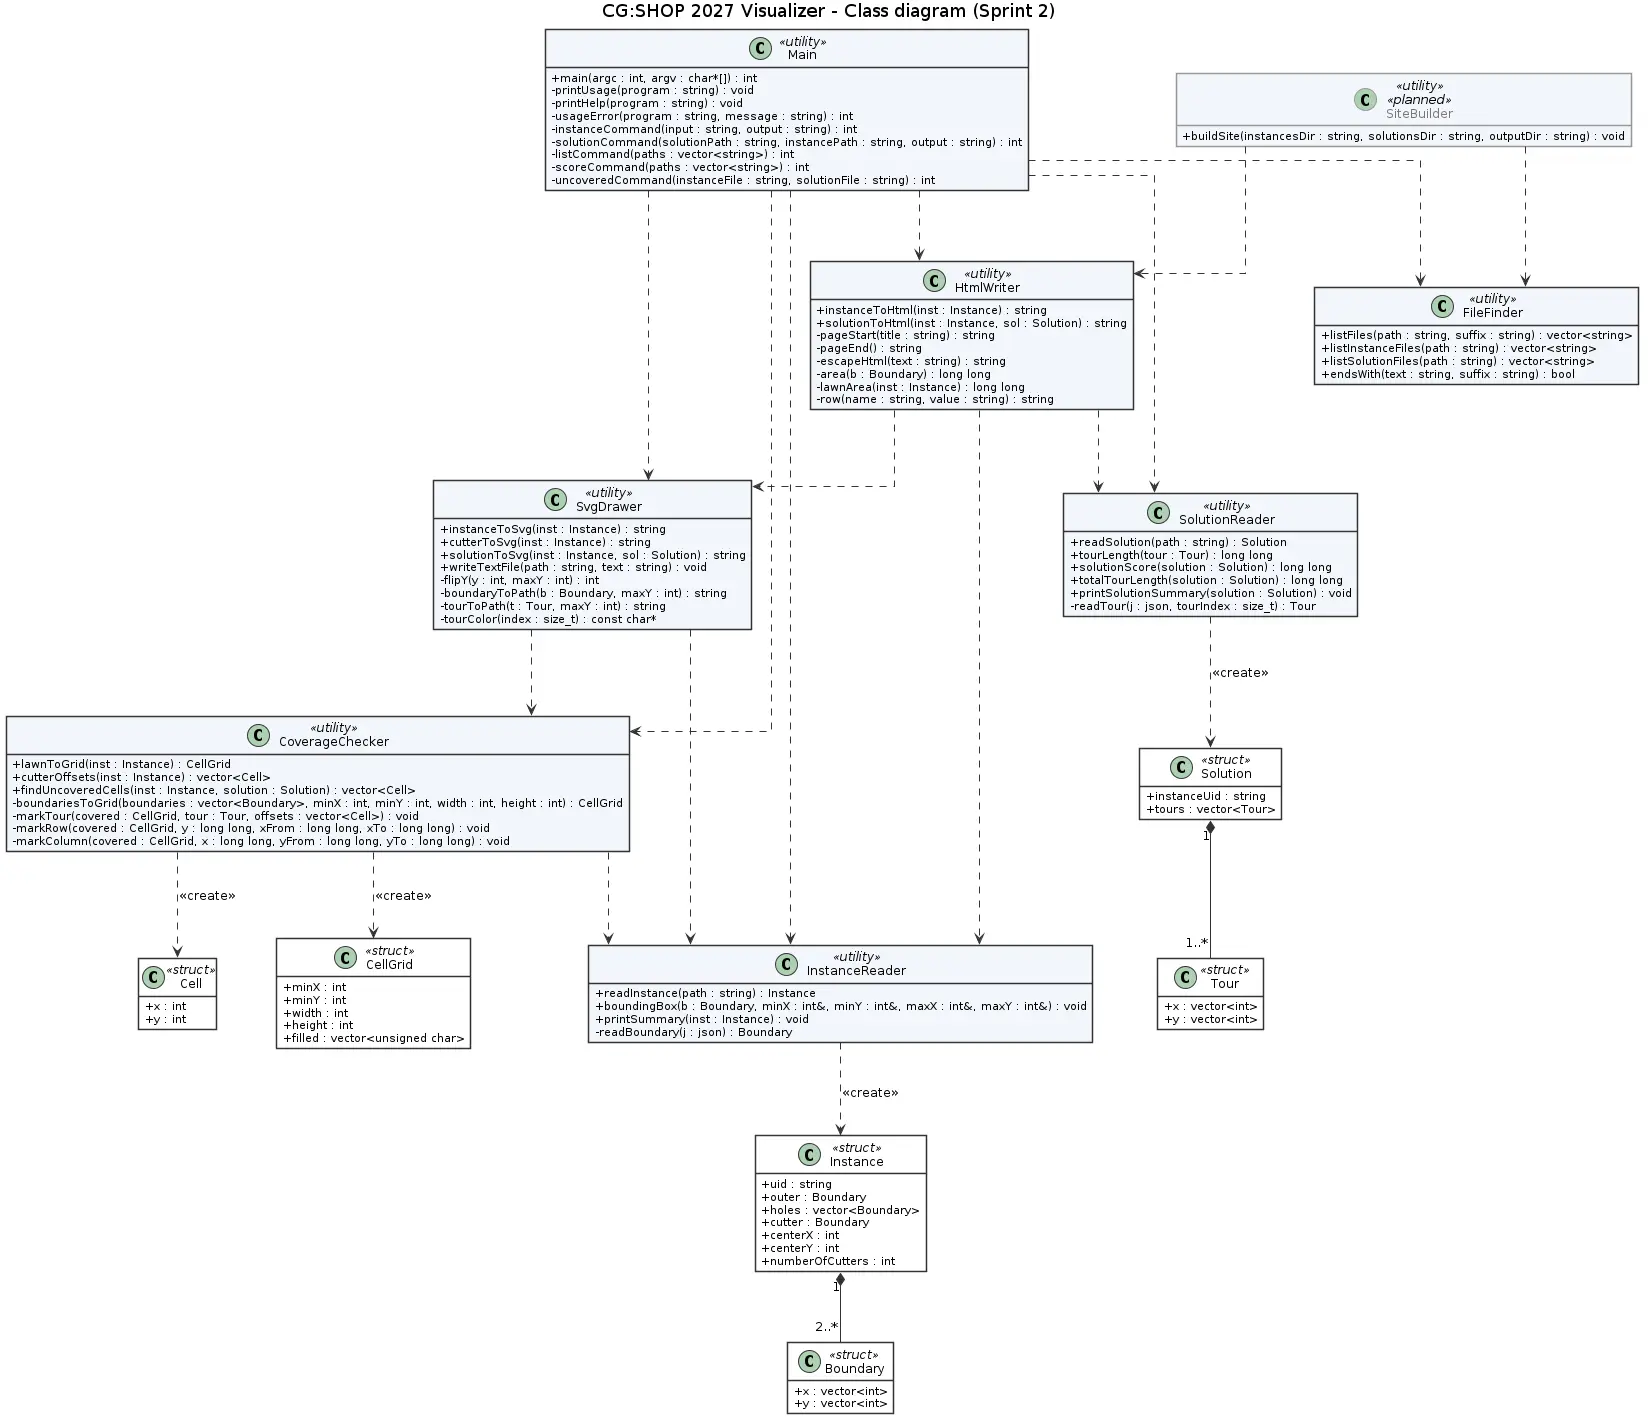 CG:SHOP 2027 Visualizer - Class diagram (Sprint 2)
C
«utility»
Main
+main(argc : int, argv : char*[]) : int
-printUsage(program : string) : void
-printHelp(program : string) : void
-usageError(program : string, message : string) : int
-instanceCommand(input : string, output : string) : int
-solutionCommand(solutionPath : string, instancePath : string, output : string) : int
-listCommand(paths : vector<string>) : int
-scoreCommand(paths : vector<string>) : int
-uncoveredCommand(instanceFile : string, solutionFile : string) : int
C
«utility»
«planned»
SiteBuilder
+buildSite(instancesDir : string, solutionsDir : string, outputDir : string) : void
C
«utility»
HtmlWriter
+instanceToHtml(inst : Instance) : string
+solutionToHtml(inst : Instance, sol : Solution) : string
-pageStart(title : string) : string
-pageEnd() : string
-escapeHtml(text : string) : string
-area(b : Boundary) : long long
-lawnArea(inst : Instance) : long long
-row(name : string, value : string) : string
C
«utility»
FileFinder
+listFiles(path : string, suffix : string) : vector<string>
+listInstanceFiles(path : string) : vector<string>
+listSolutionFiles(path : string) : vector<string>
+endsWith(text : string, suffix : string) : bool
C
«utility»
SvgDrawer
+instanceToSvg(inst : Instance) : string
+cutterToSvg(inst : Instance) : string
+solutionToSvg(inst : Instance, sol : Solution) : string
+writeTextFile(path : string, text : string) : void
-flipY(y : int, maxY : int) : int
-boundaryToPath(b : Boundary, maxY : int) : string
-tourToPath(t : Tour, maxY : int) : string
-tourColor(index : size_t) : const char*
C
«utility»
SolutionReader
+readSolution(path : string) : Solution
+tourLength(tour : Tour) : long long
+solutionScore(solution : Solution) : long long
+totalTourLength(solution : Solution) : long long
+printSolutionSummary(solution : Solution) : void
-readTour(j : json, tourIndex : size_t) : Tour
«create»
C
«utility»
CoverageChecker
+lawnToGrid(inst : Instance) : CellGrid
+cutterOffsets(inst : Instance) : vector<Cell>
+findUncoveredCells(inst : Instance, solution : Solution) : vector<Cell>
-boundariesToGrid(boundaries : vector<Boundary>, minX : int, minY : int, width : int, height : int) : CellGrid
-markTour(covered : CellGrid, tour : Tour, offsets : vector<Cell>) : void
-markRow(covered : CellGrid, y : long long, xFrom : long long, xTo : long long) : void
-markColumn(covered : CellGrid, x : long long, yFrom : long long, yTo : long long) : void
C
«struct»
Solution
+instanceUid : string
+tours : vector<Tour>
1
1..*
«create»
«create»
C
«struct»
Cell
+x : int
+y : int
C
«struct»
CellGrid
+minX : int
+minY : int
+width : int
+height : int
+filled : vector<unsigned char>
C
«utility»
InstanceReader
+readInstance(path : string) : Instance
+boundingBox(b : Boundary, minX : int&, minY : int&, maxX : int&, maxY : int&) : void
+printSummary(inst : Instance) : void
-readBoundary(j : json) : Boundary
C
«struct»
Tour
+x : vector<int>
+y : vector<int>
«create»
C
«struct»
Instance
+uid : string
+outer : Boundary
+holes : vector<Boundary>
+cutter : Boundary
+centerX : int
+centerY : int
+numberOfCutters : int
1
2..*
C
«struct»
Boundary
+x : vector<int>
+y : vector<int>